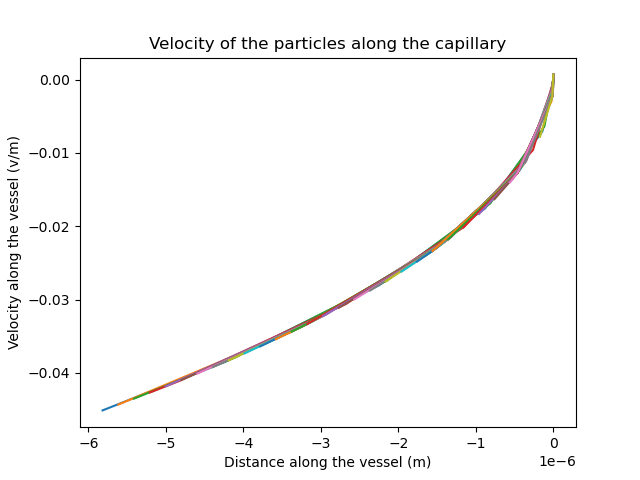 Velocity of the particles along the capillary
Velocity along the vessel (v/m)
0.00
−0.01
−0.02
−0.03
−0.04
−6 −5 −4 −3 −2 −1 0
1e−6
Distance along the vessel (m)